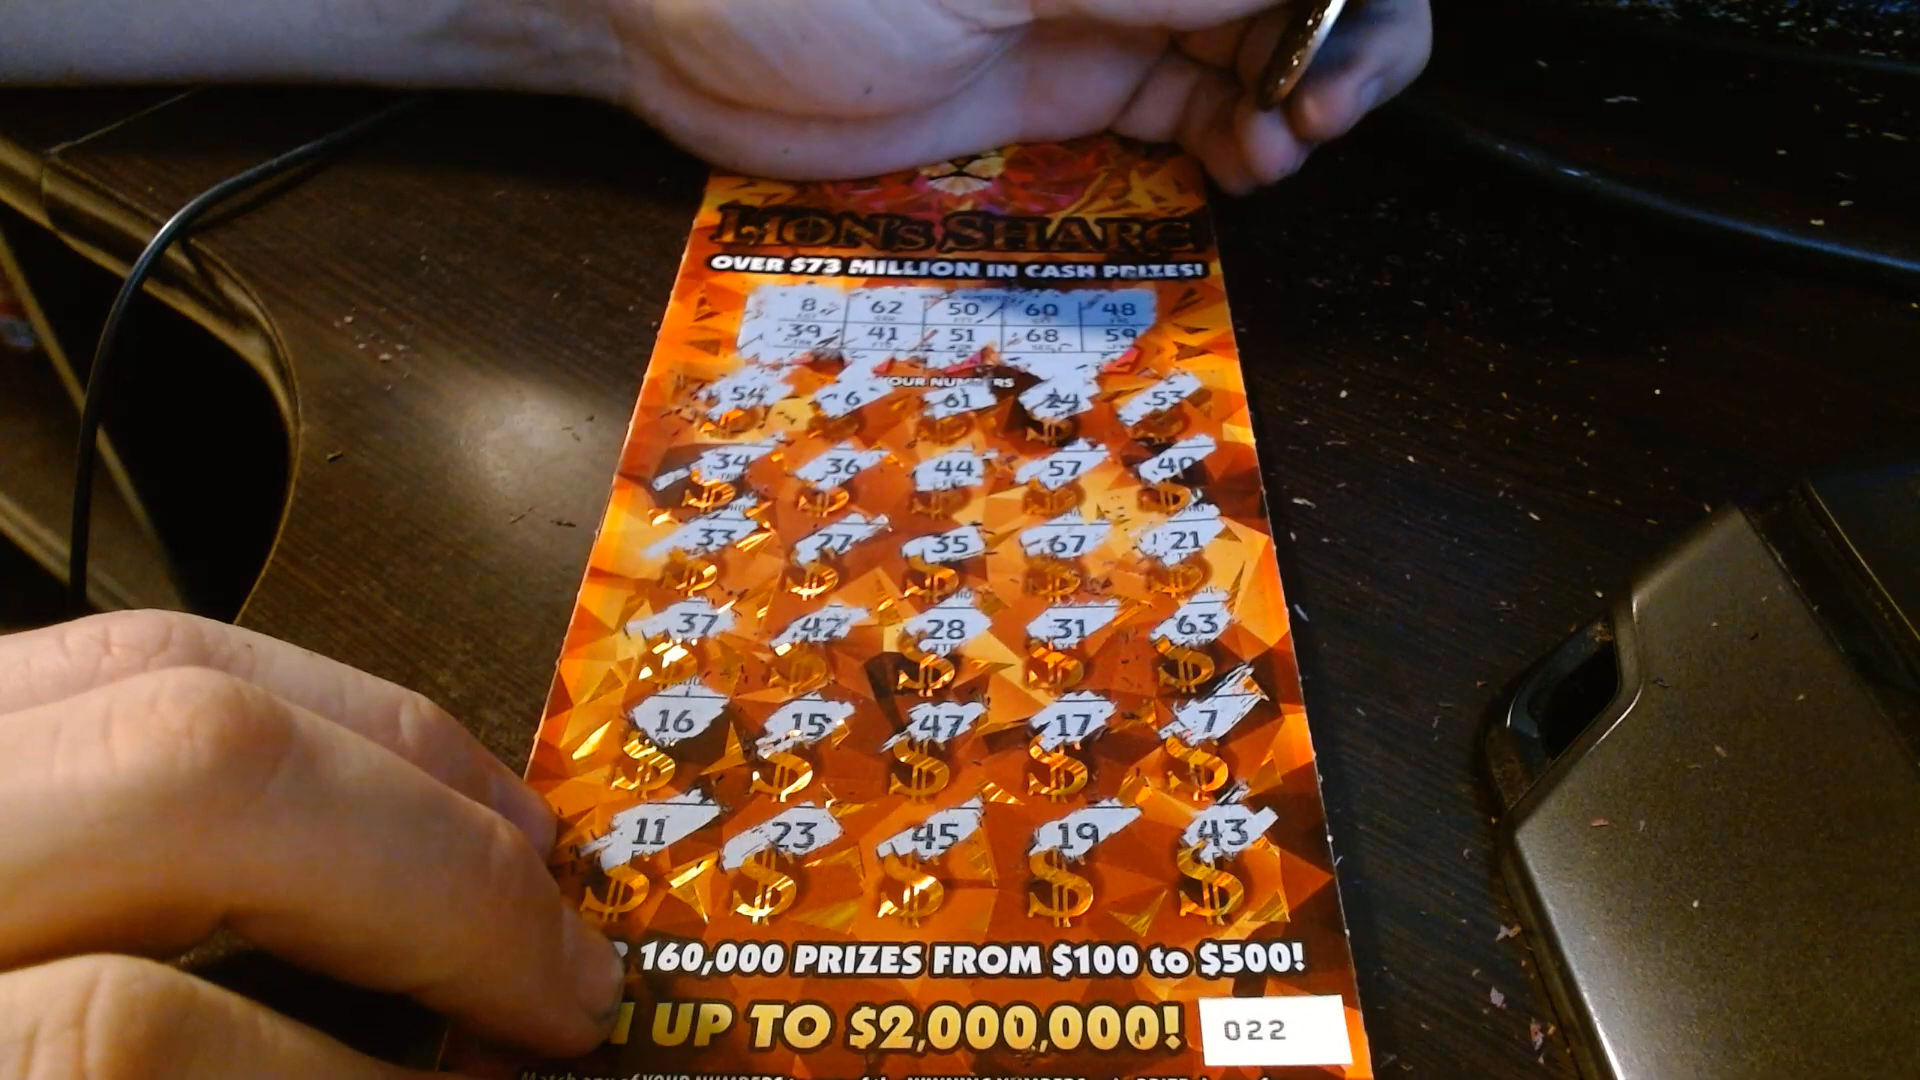 LION'S SHARE
OVER $73 MILLION IN CASH PRIZES!
8 62 50 60 48
39 41 51 68 59
YOUR NUMBERS
54 6 61 24 53
34 36 44 57 40
$ $ $ $ $
33 27 35 67 21
$ $ $ $ $
37 42 28 31 63
$ $ $ $ $
16 15 47 17 7
$ $ $ $ $
11 23 45 19 43
$ $ $ $ $
160,000 PRIZES FROM $100 to $500!
UP TO $2,000,000!
022